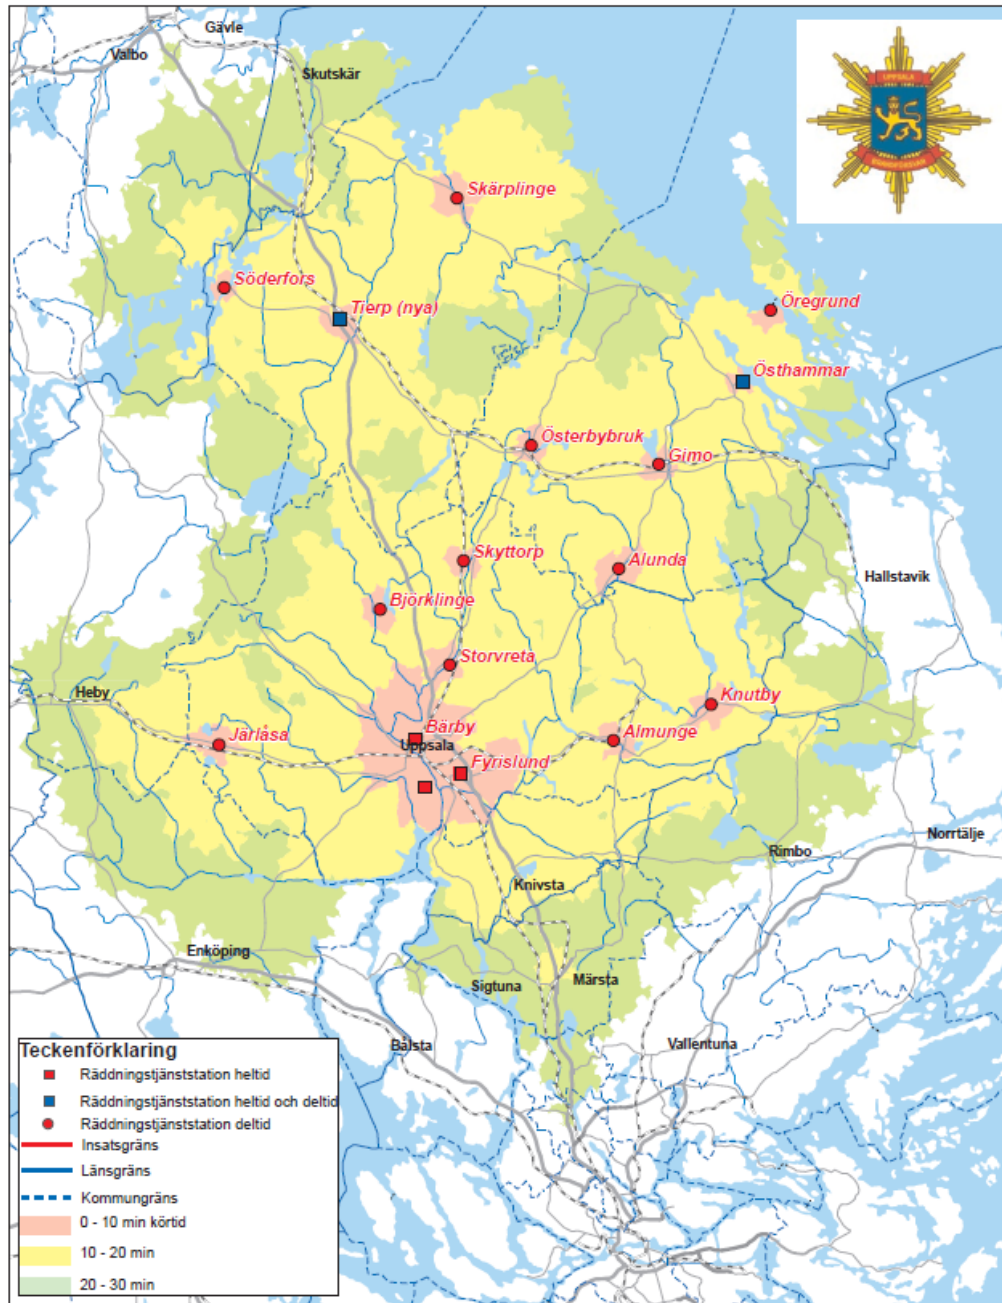 Gävle
Valbo
Skutskär
UPPSALA
BRANDFÖRSVAR
Skärplinge
Söderfors
Tierp (nya)
Öregrund
Östhammar
Österbybruk
Gimo
Skyttorp
Alunda
Hallstavik
Björklinge
Storvreta
Heby
Knutby
Järlåsa
Bärby
Almunge
Uppsala
Fyrislund
Norrtälje
Rimbo
Knivsta
Enköping
Sigtuna
Märsta
Bålsta
Vallentuna
Teckenförklaring
Räddningstjänststation heltid
Räddningstjänststation heltid och deltid
Räddningstjänststation deltid
Insatsgräns
Länsgräns
Kommungräns
0 - 10 min körtid
10 - 20 min
20 - 30 min